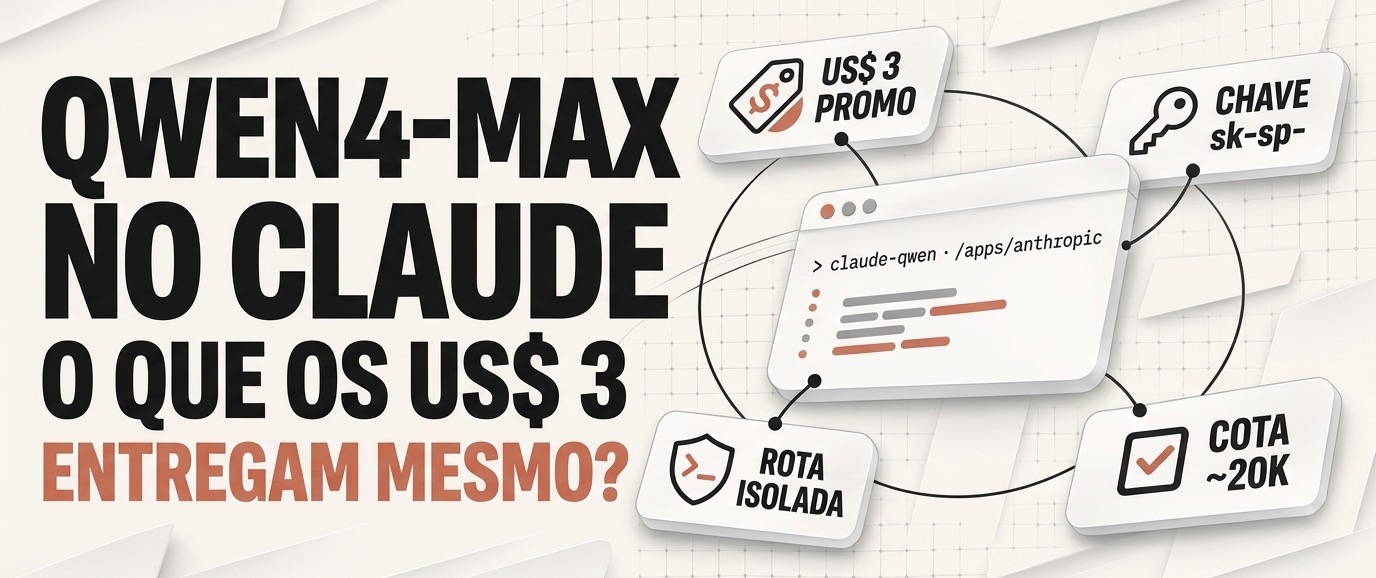 QWEN4-MAX
NO CLAUDE
O QUE OS US$ 3
ENTREGAM MESMO?
US$ 3
PROMO
CHAVE
sk-sp-
> claude-qwen · /apps/anthropic
ROTA
ISOLADA
COTA
~20K